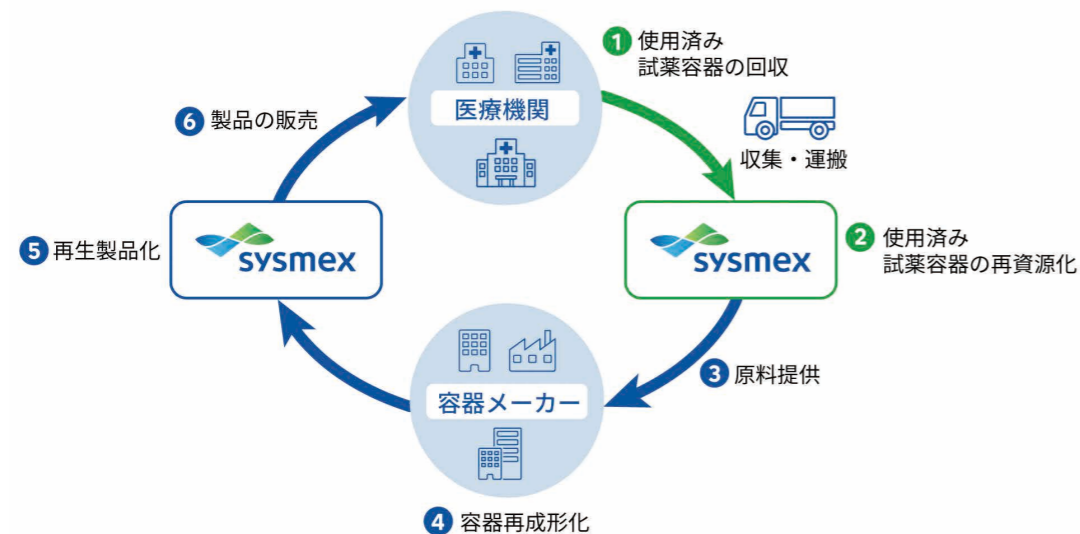 1 使用済み
試薬容器の回収
収集・運搬
医療機関
6 製品の販売
sysmex
5 再生製品化
sysmex
2 使用済み
試薬容器の再資源化
3 原料提供
容器メーカー
4 容器再成形化